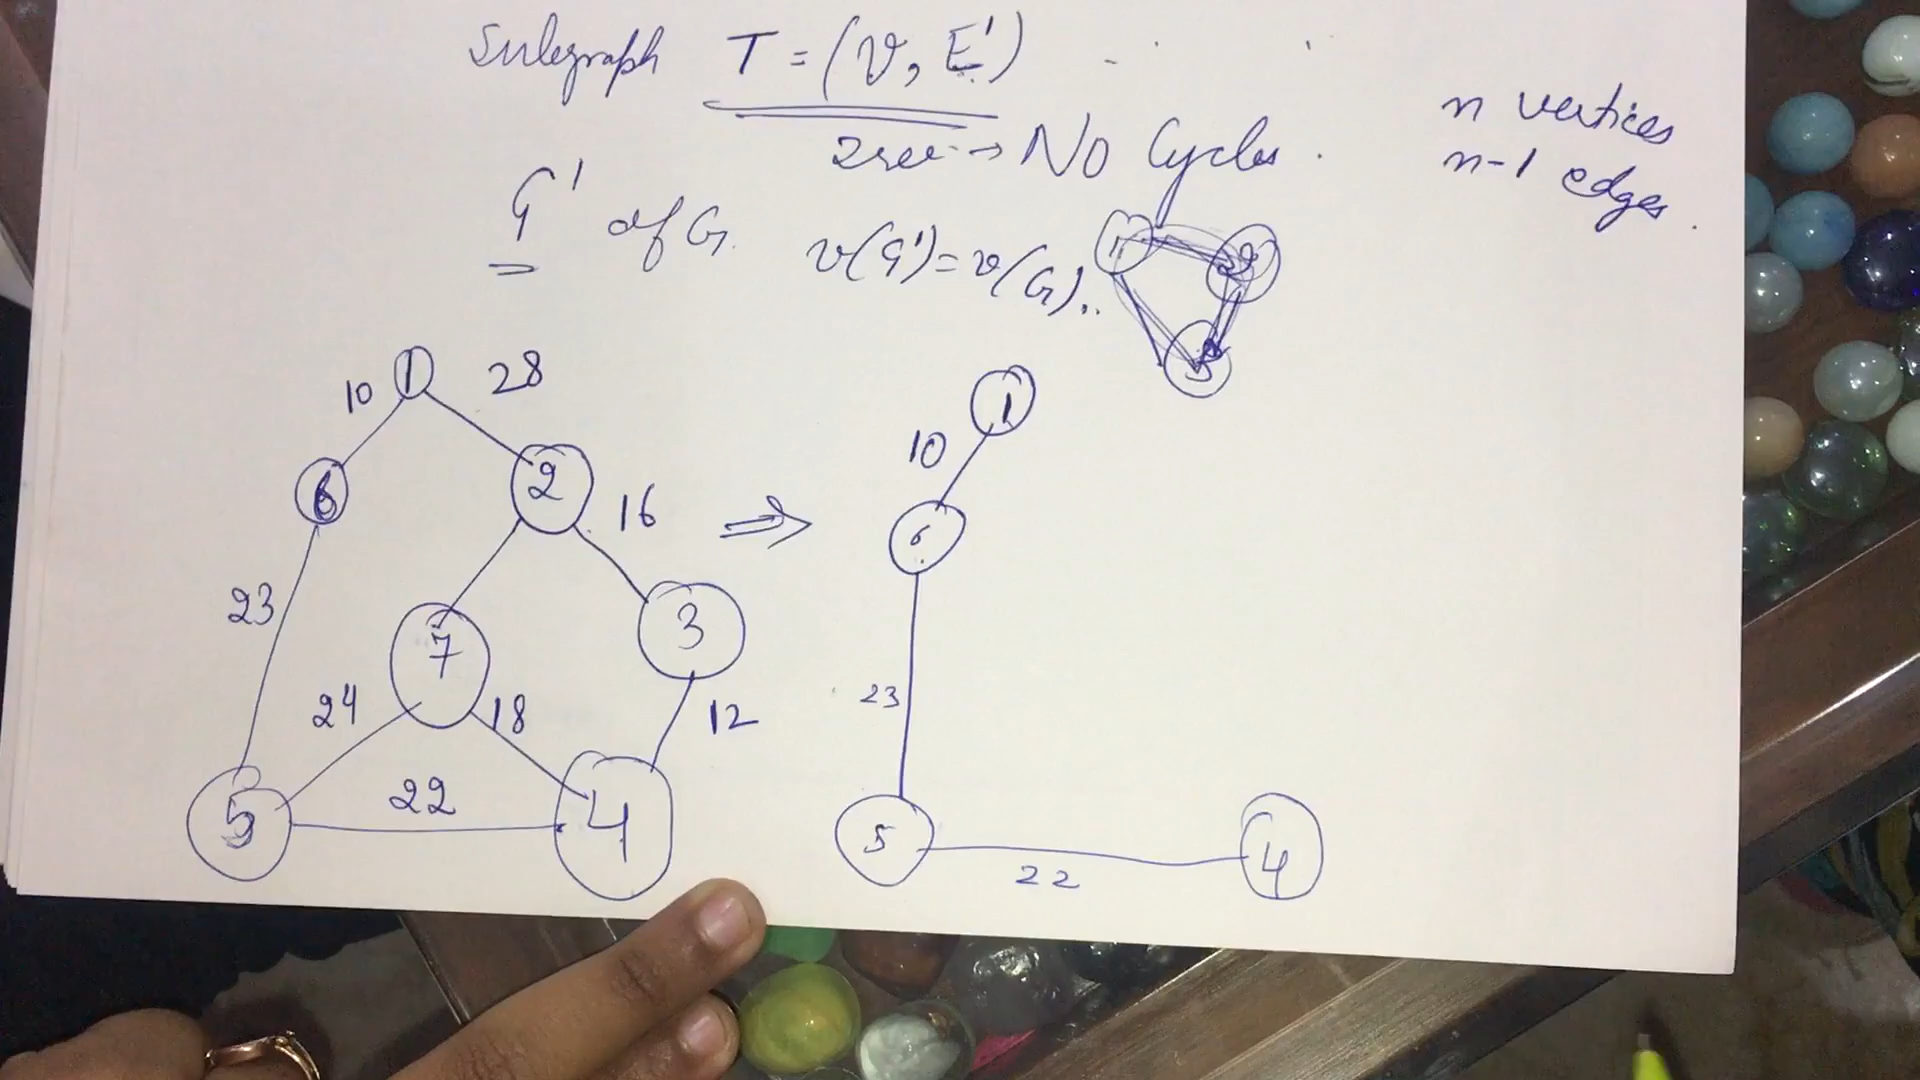 Subgraph T = (V, E')
Tree → No Cycles.
n vertices
n-1 edges.
G' of G. v(G') = v(G)..
1 2 3
10 1 28
6 2 16
23 7 3
24 18 12
5 22 4
1
10
6
23
5 22 4